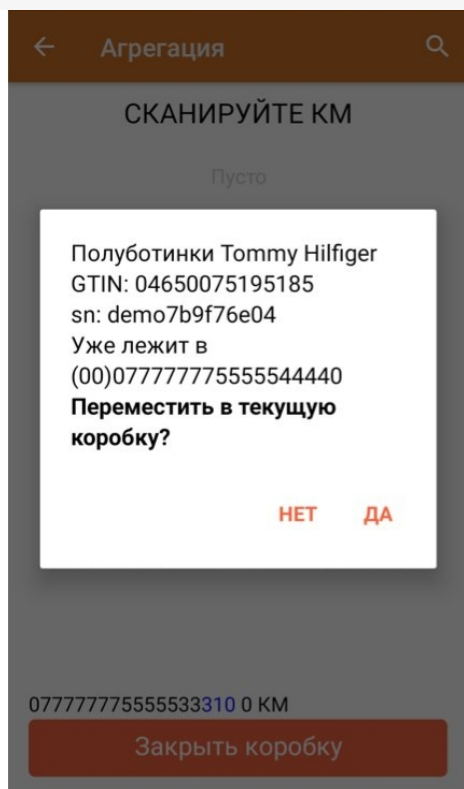 Агрегация
СКАНИРУЙТЕ КМ
Пусто
Полуботинки Tommy Hilfiger
GTIN: 04650075195185
sn: demo7b9f76e04
Уже лежит в
(00)077777775555544440
Переместить в текущую
коробку?
НЕТ ДА
077777775555533310 0 КМ
Закрыть коробку